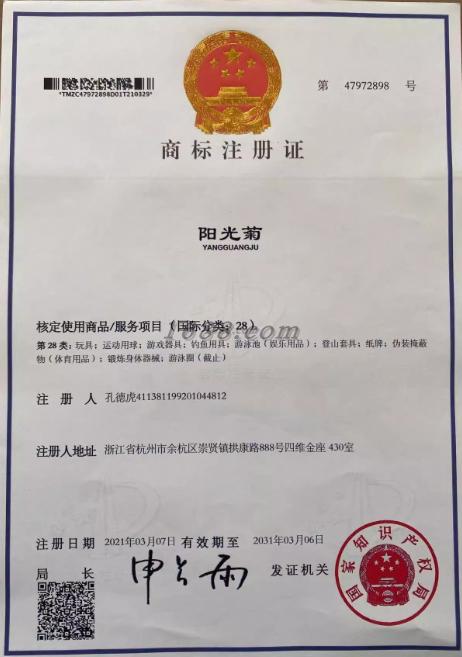 第 47972898 号
*TMZC47972898D01T210329*
商标注册证
阳光菊
YANGGUANGJU
核定使用商品/服务项目（国际分类：28）
第 28 类：玩具；运动用球；游戏器具；钓鱼用具；游泳池（娱乐用品）；登山套具；纸牌；伪装掩蔽
物（体育用品）；锻炼身体器械；游泳圈（截止）
1688.com
注 册 人 孔德虎411381199201044812
注册人地址 浙江省杭州市余杭区崇贤镇拱康路888号四维金座 430室
注册日期 2021年03月07日 有效期至 2031年03月06日
局 长 申长雨 发证机关
国家知识产权局